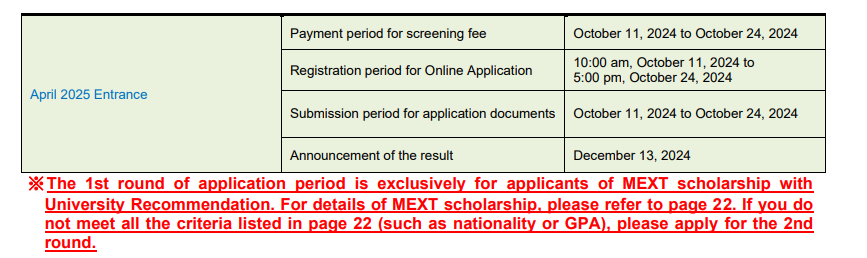 April 2025 Entrance
Payment period for screening fee
October 11, 2024 to October 24, 2024
Registration period for Online Application
10:00 am, October 11, 2024 to
5:00 pm, October 24, 2024
Submission period for application documents
October 11, 2024 to October 24, 2024
Announcement of the result
December 13, 2024
※The 1st round of application period is exclusively for applicants of MEXT scholarship with
University Recommendation. For details of MEXT scholarship, please refer to page 22. If you do
not meet all the criteria listed in page 22 (such as nationality or GPA), please apply for the 2nd
round.